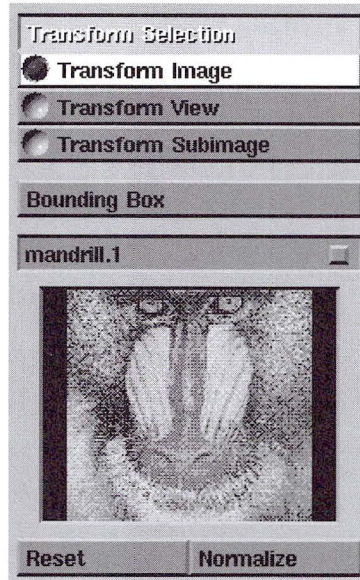 Transform Selection
Transform Image
Transform View
Transform Subimage
Bounding Box
mandrill.1
Reset Normalize